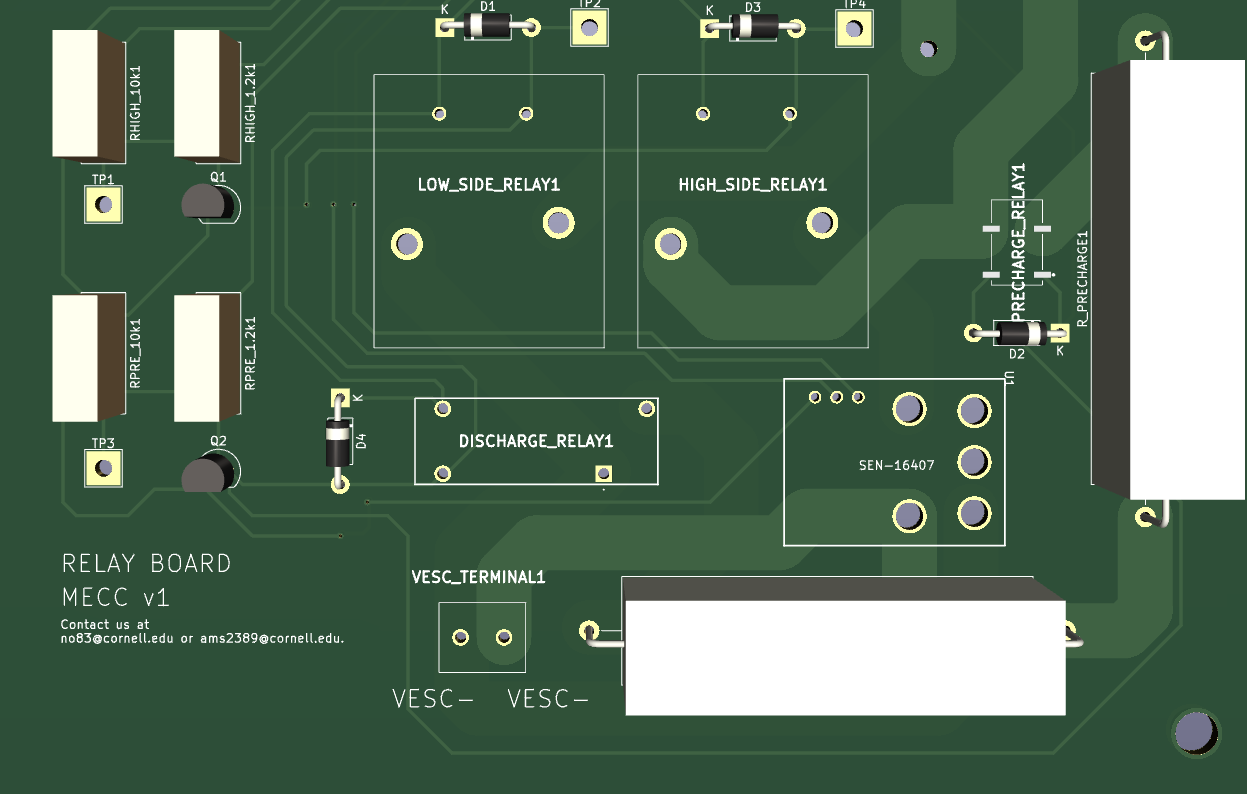 K
D1
TP2
K
D3
TP4
RHIGH_10k1
RHIGH_1.2k1
TP1
Q1
LOW_SIDE_RELAY1
HIGH_SIDE_RELAY1
PRECHARGE_RELAY1
R_PRECHARGE1
D2
K
U1
RPRE_10k1
RPRE_1.2k1
TP3
Q2
K
D4
DISCHARGE_RELAY1
SEN-16407
RELAY BOARD
MECC v1
Contact us at
no83@cornell.edu or ams2389@cornell.edu.
VESC_TERMINAL1
VESC- VESC-